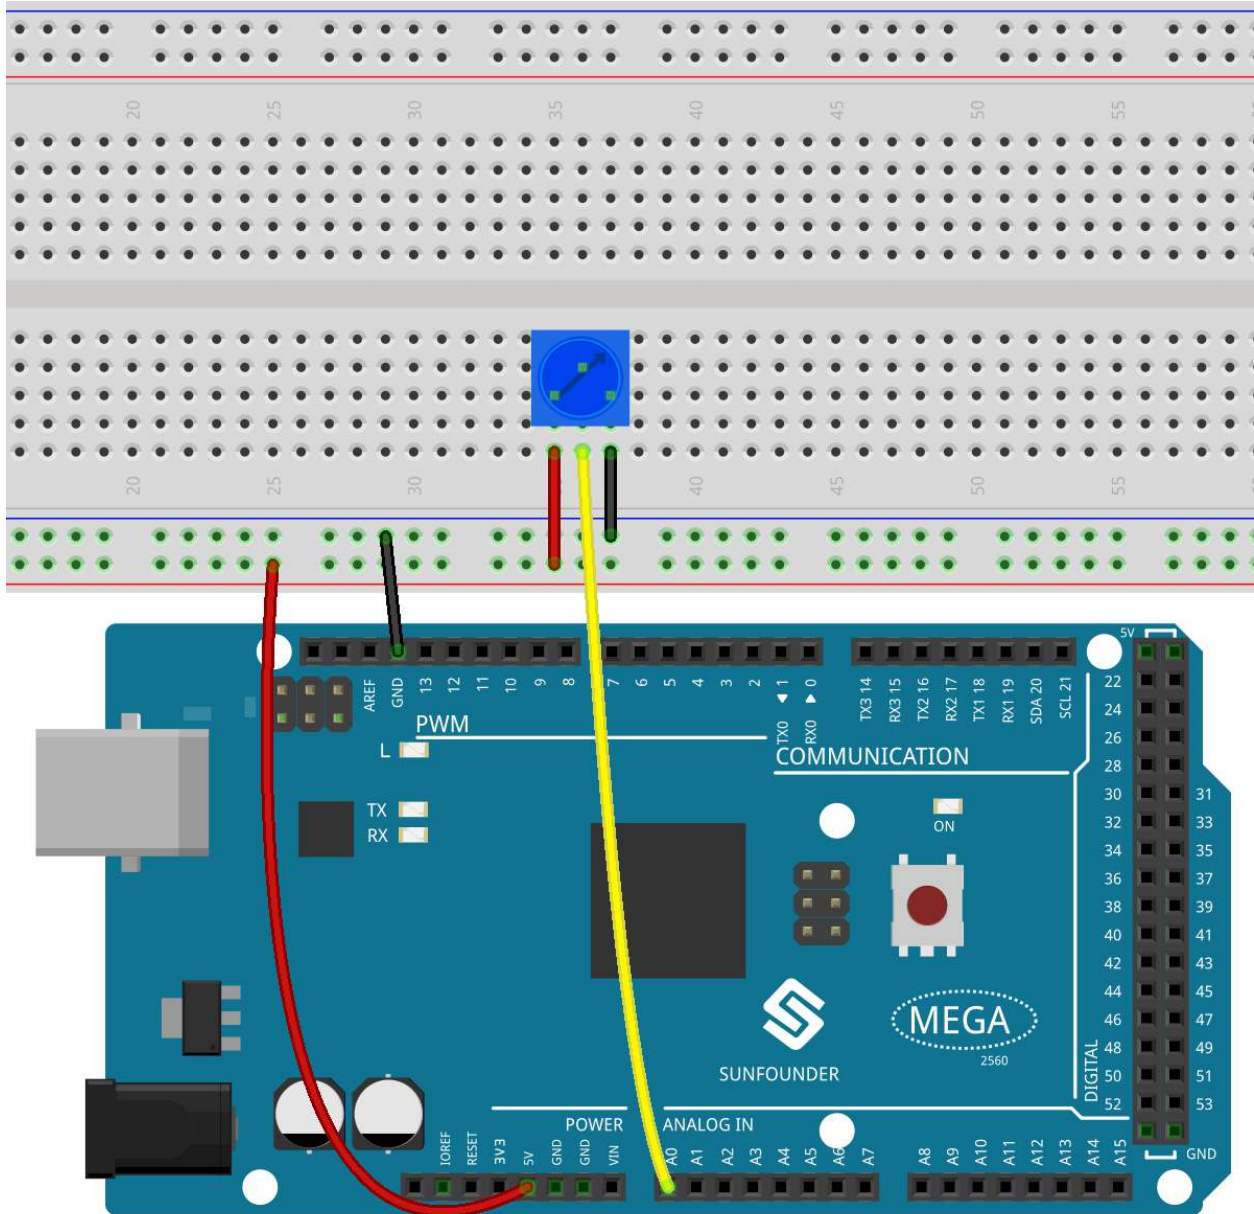 20 25 30 35 40 45 50 55
20 25 30 40 45 50 55
5V
AREF GND 13 12 11 10 9 8 7 6 5 4 3 2 TX0 1 RX0 0 TX3 14 RX3 15 TX2 16 RX2 17 TX1 18 RX1 19 SDA 20 SCL 21
22
24
26
28
30 31
32 33
34 35
36 37
38 39
40 41
42 43
44 45
46 47
48 49
50 51
52 53
PWM
COMMUNICATION
L
TX
RX
ON
MEGA
2560
SUNFOUNDER
DIGITAL
POWER
ANALOG IN
IOREF RESET 3V3 5V GND GND VIN A0 A1 A2 A3 A4 A5 A6 A7 A8 A9 A10 A11 A12 A13 A14 A15
GND